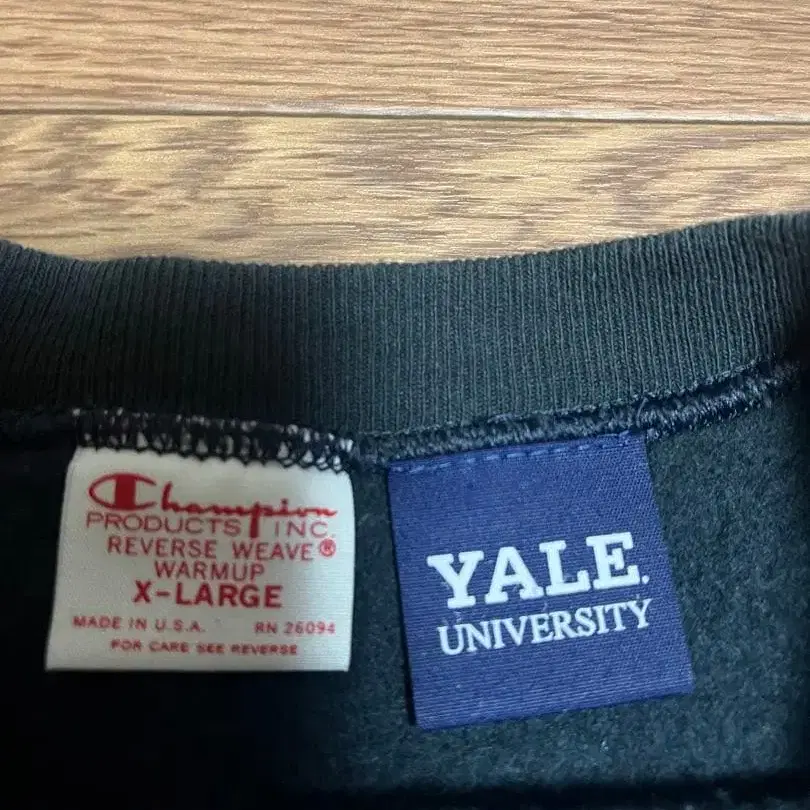 Champion
PRODUCTS INC.
REVERSE WEAVE®
WARMUP
X-LARGE
MADE IN U.S.A. RN 26094
FOR CARE SEE REVERSE
YALE.
UNIVERSITY